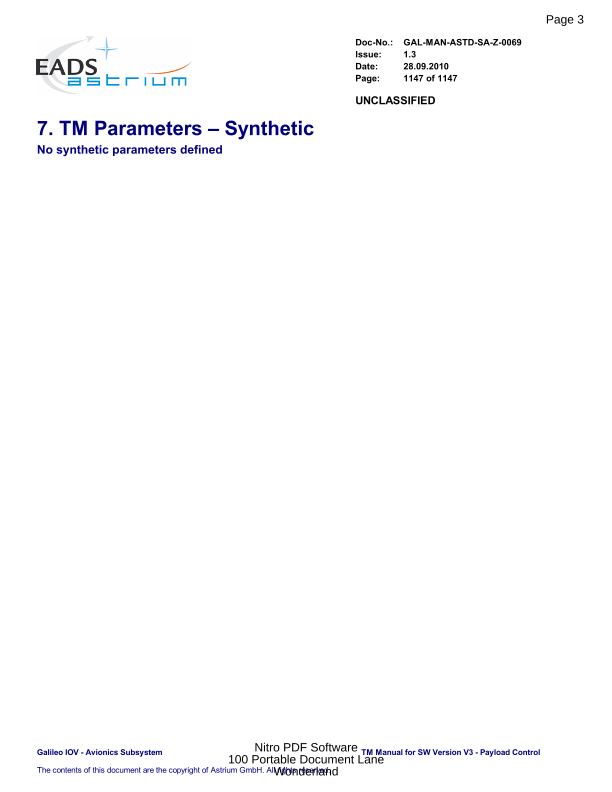 Page 3
EADS
astrium
Doc-No.: GAL-MAN-ASTD-SA-Z-0069
Issue: 1.3
Date: 28.09.2010
Page: 1147 of 1147
UNCLASSIFIED
7. TM Parameters – Synthetic
No synthetic parameters defined
Galileo IOV - Avionics Subsystem
Nitro PDF Software
TM Manual for SW Version V3 - Payload Control
100 Portable Document Lane
The contents of this document are the copyright of Astrium GmbH. All
Wonderland